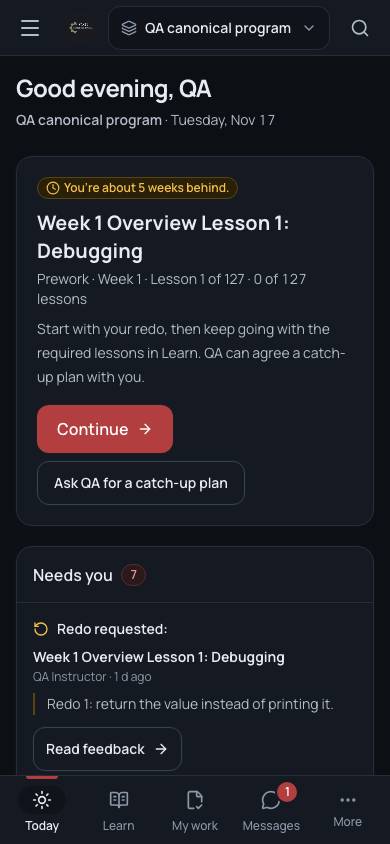 QA canonical program
Good evening, QA
QA canonical program · Tuesday, Nov 17
You're about 5 weeks behind.
Week 1 Overview Lesson 1:
Debugging
Prework · Week 1 · Lesson 1 of 127 · 0 of 127
lessons
Start with your redo, then keep going with the
required lessons in Learn. QA can agree a catch-
up plan with you.
Continue
Ask QA for a catch-up plan
Needs you 7
Redo requested:
Week 1 Overview Lesson 1: Debugging
QA Instructor · 1 d ago
Redo 1: return the value instead of printing it.
Read feedback
1
Today Learn My work Messages More